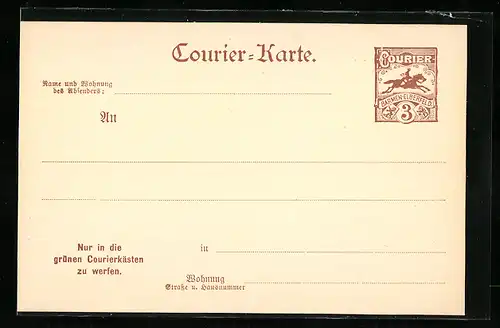 Courier=Karte.
Name und Wohnung
des Absenders:
COURIER
BARMEN-ELBERFELD
3
An
Nur in die
grünen Courierkästen
zu werfen.
in
Wohnung
Straße u. Hausnummer